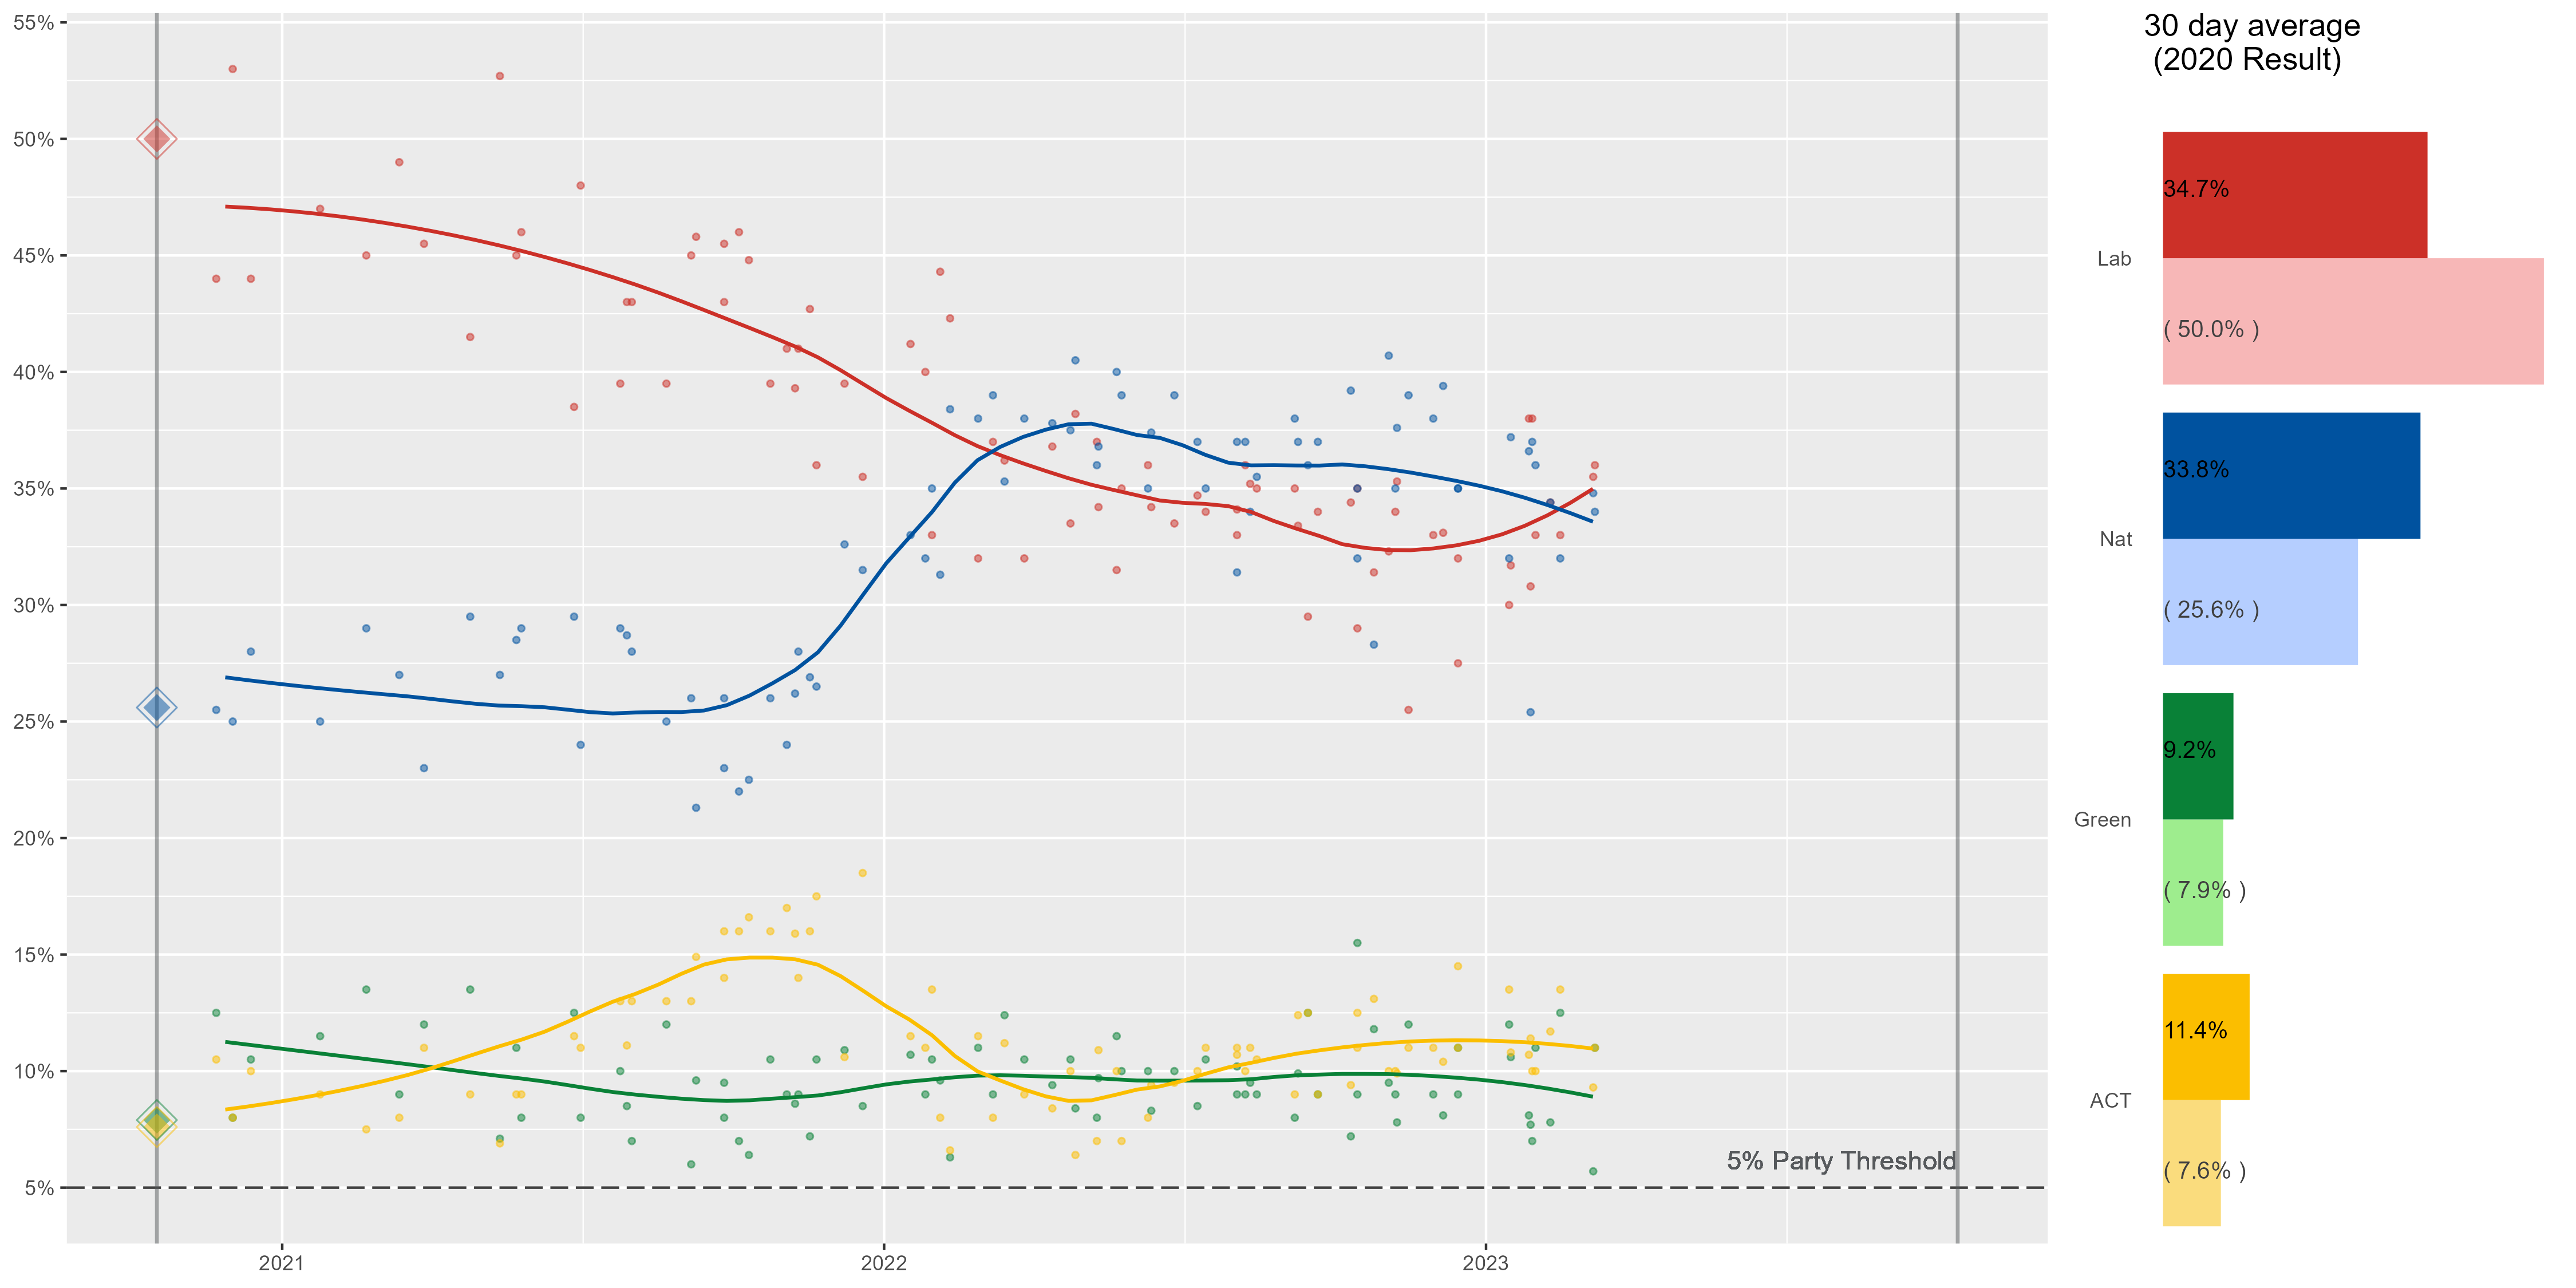 55%
50%
45%
40%
35%
30%
25%
20%
15%
10%
5%
2021
2022
2023
5% Party Threshold
30 day average
(2020 Result)
Lab
34.7%
( 50.0% )
Nat
33.8%
( 25.6% )
Green
9.2%
( 7.9% )
ACT
11.4%
( 7.6% )